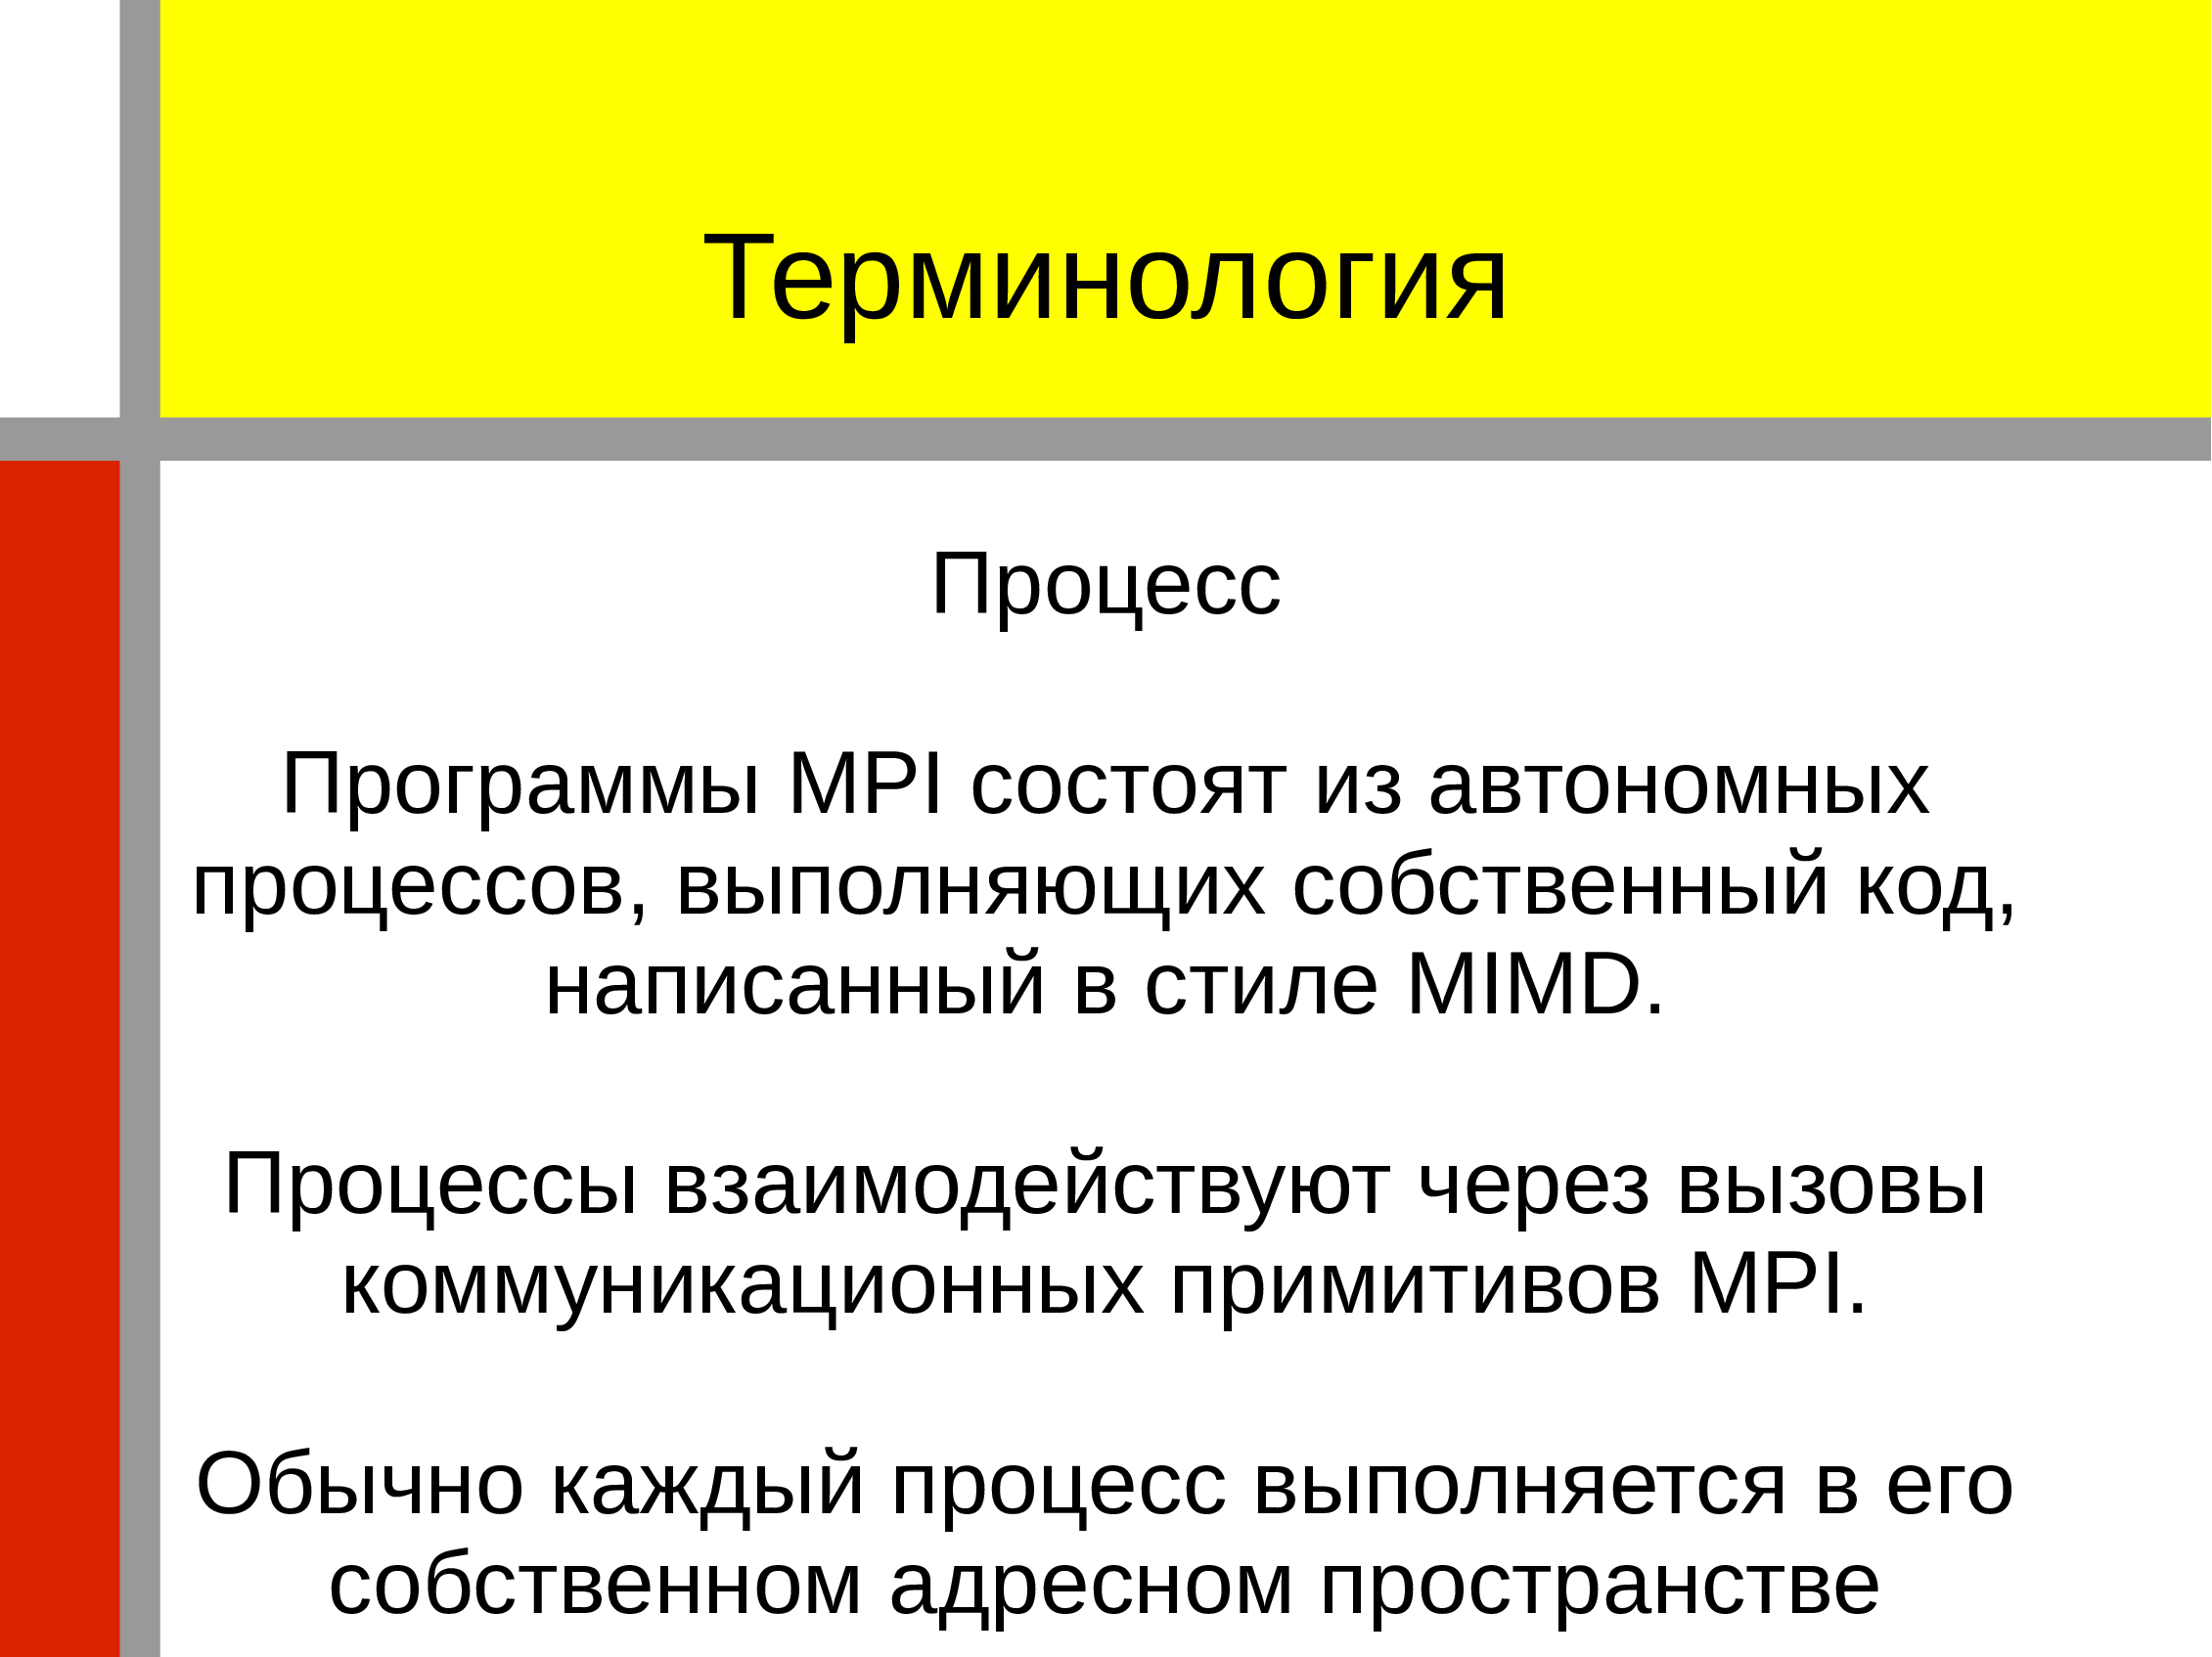 Терминология
Процесс
Программы MPI состоят из автономных
процессов, выполняющих собственный код,
написанный в стиле MIMD.
Процессы взаимодействуют через вызовы
коммуникационных примитивов MPI.
Обычно каждый процесс выполняется в его
собственном адресном пространстве